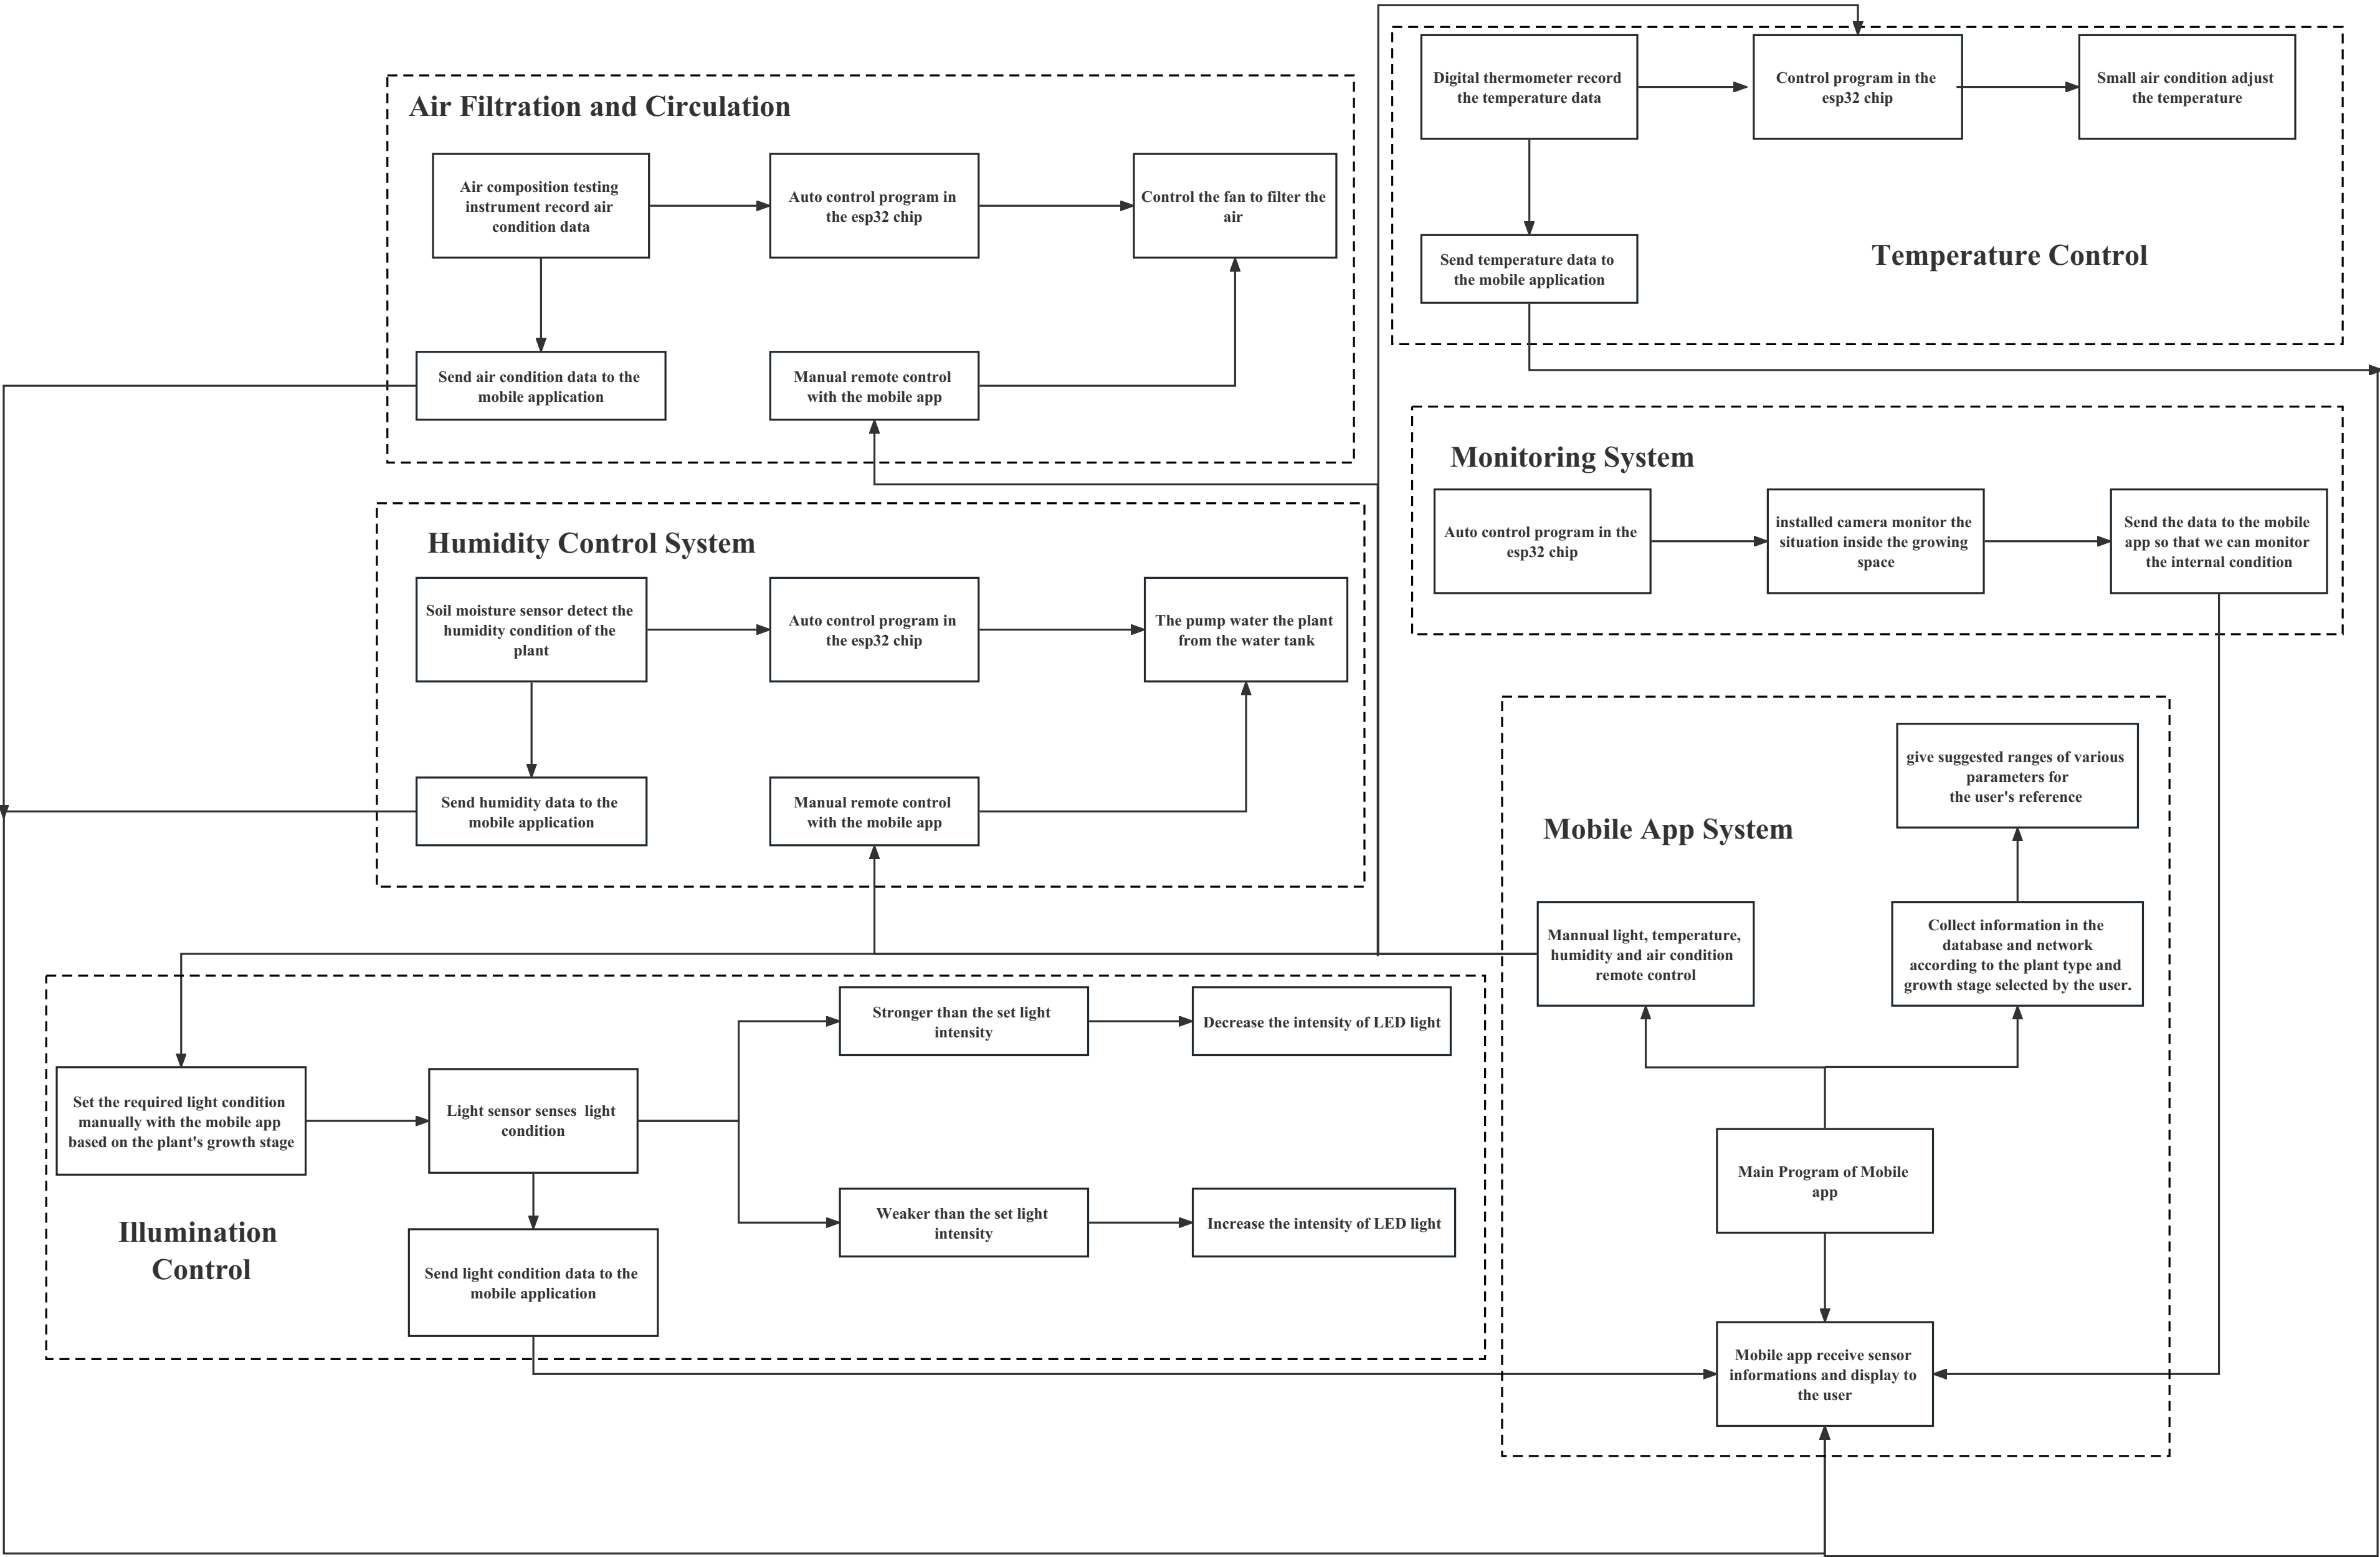 Air Filtration and Circulation
Air composition testing
instrument record air
condition data
Auto control program in
the esp32 chip
Control the fan to filter the
air
Send air condition data to the
mobile application
Manual remote control
with the mobile app
Digital thermometer record
the temperature data
Control program in the
esp32 chip
Small air condition adjust
the temperature
Send temperature data to
the mobile application
Temperature Control
Monitoring System
Auto control program in the
esp32 chip
installed camera monitor the
situation inside the growing
space
Send the data to the mobile
app so that we can monitor
the internal condition
Humidity Control System
Soil moisture sensor detect the
humidity condition of the
plant
Auto control program in
the esp32 chip
The pump water the plant
from the water tank
Send humidity data to the
mobile application
Manual remote control
with the mobile app
Mobile App System
give suggested ranges of various
parameters for
the user's reference
Mannual light, temperature,
humidity and air condition
remote control
Collect information in the
database and network
according to the plant type and
growth stage selected by the user.
Main Program of Mobile
app
Mobile app receive sensor
informations and display to
the user
Set the required light condition
manually with the mobile app
based on the plant's growth stage
Light sensor senses  light
condition
Stronger than the set light
intensity
Decrease the intensity of LED light
Weaker than the set light
intensity
Increase the intensity of LED light
Illumination
Control
Send light condition data to the
mobile application